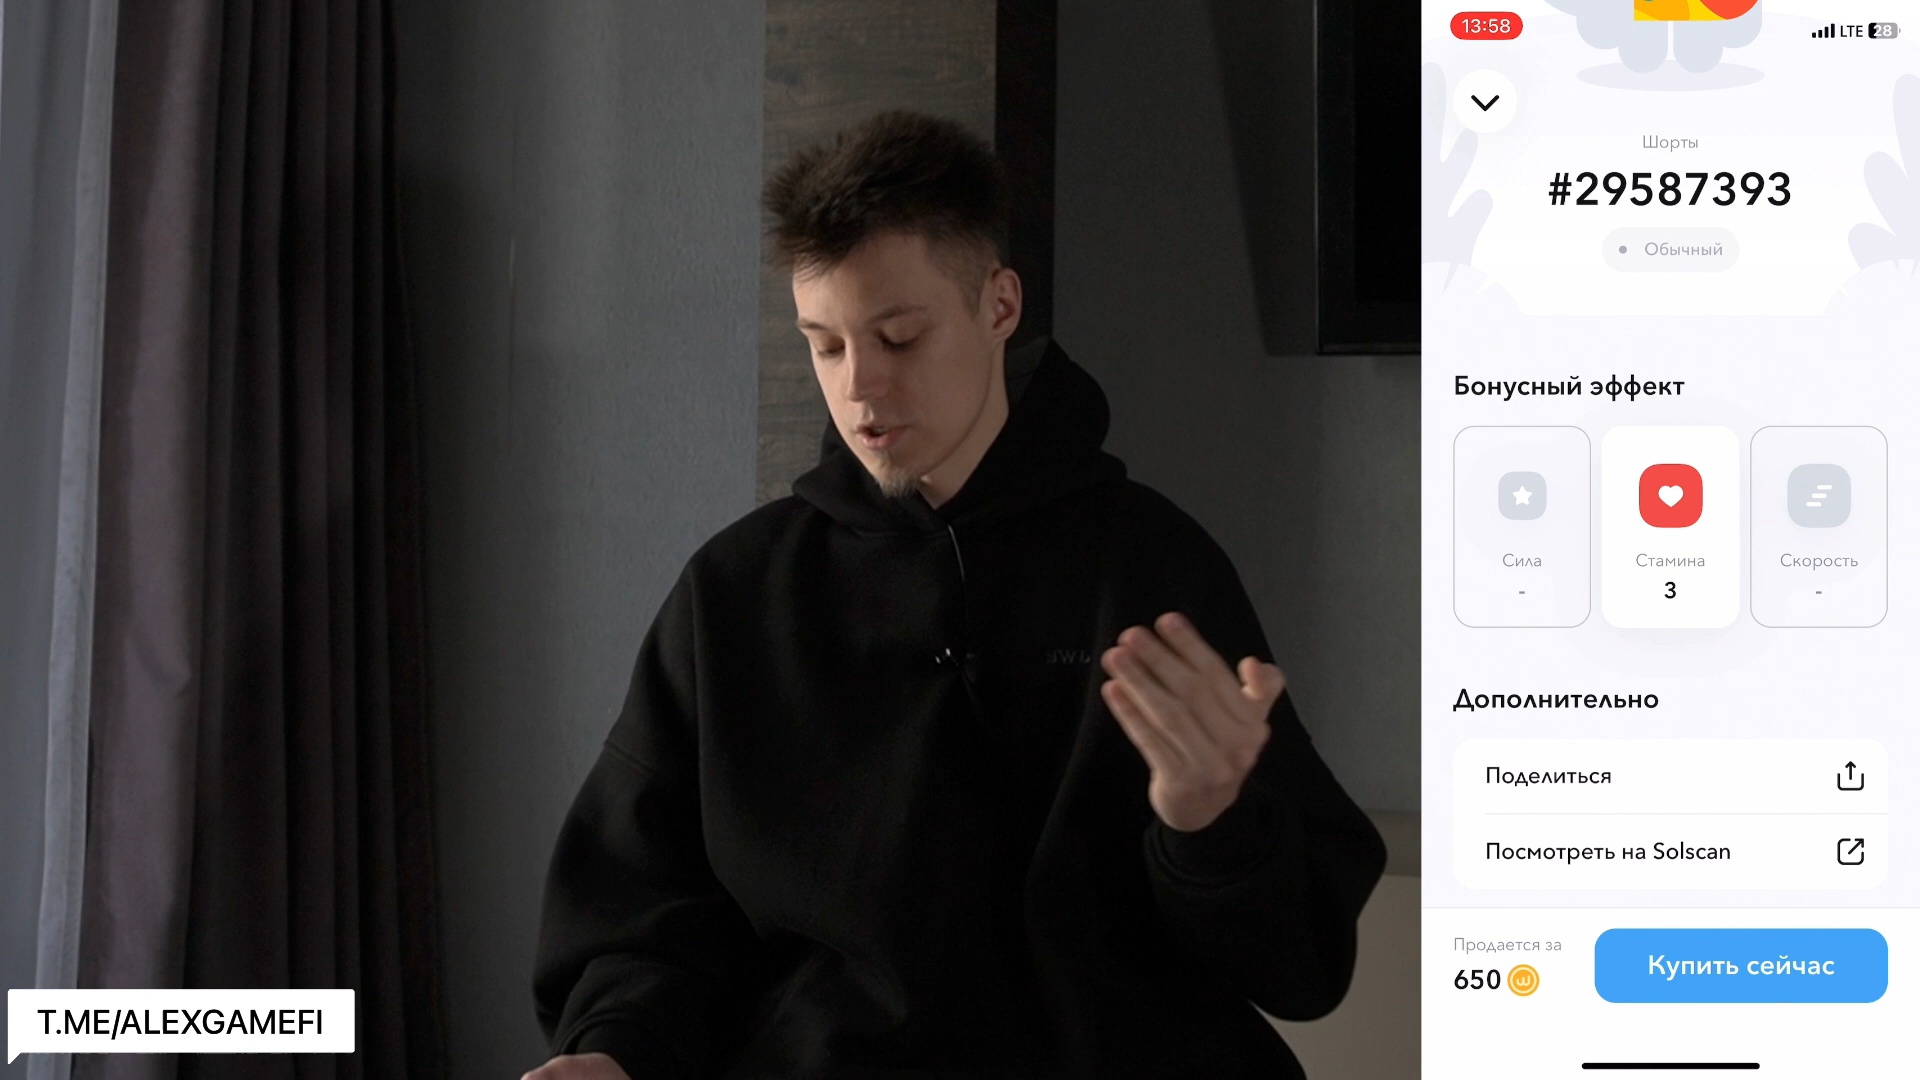 13:58
LTE
28
Шорты
#29587393
Обычный
Бонусный эффект
Сила
-
Стамина
3
Скорость
-
Дополнительно
Поделиться
Посмотреть на Solscan
Продается за
650
Купить сейчас
T.ME/ALEXGAMEFI